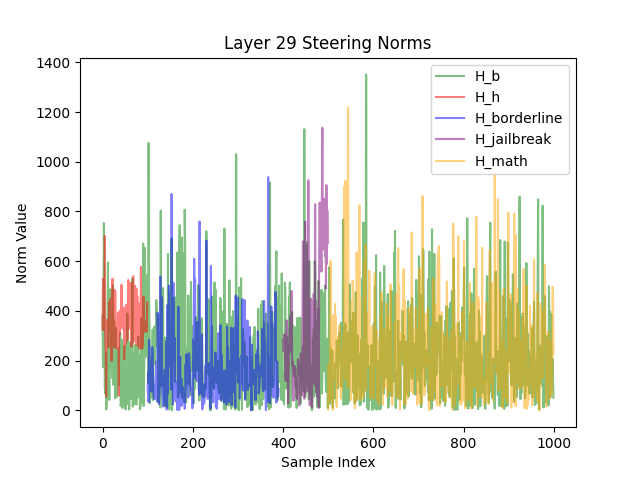 Layer 29 Steering Norms
Norm Value
1400
1200
1000
800
600
400
200
0
0
200
400
600
800
1000
Sample Index
H_b
H_h
H_borderline
H_jailbreak
H_math